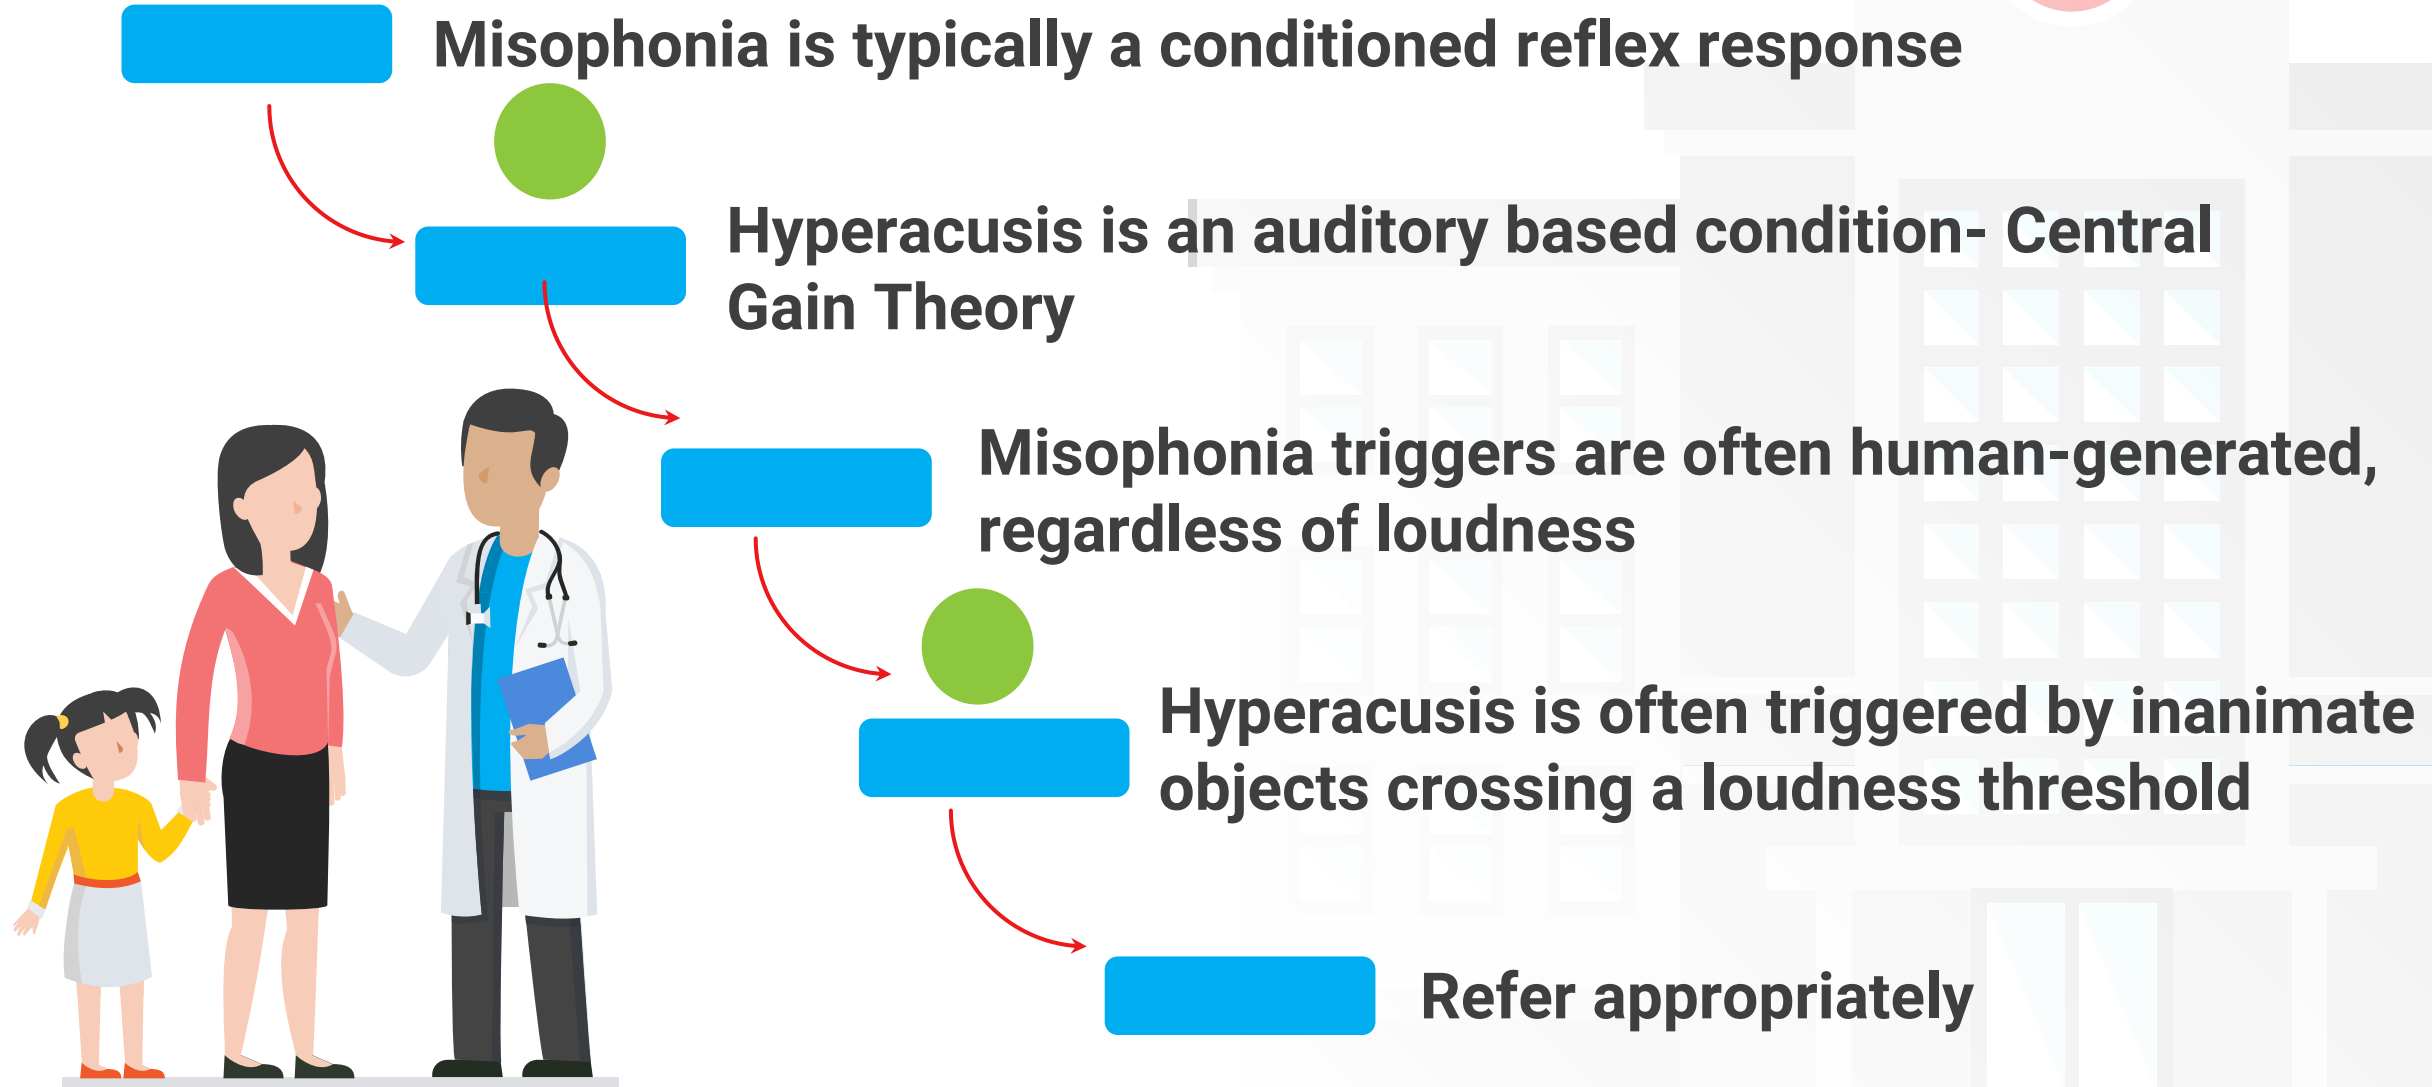 Misophonia is typically a conditioned reflex response
Hyperacusis is an auditory based condition- Central
Gain Theory
Misophonia triggers are often human-generated,
regardless of loudness
Hyperacusis is often triggered by inanimate
objects crossing a loudness threshold
Refer appropriately